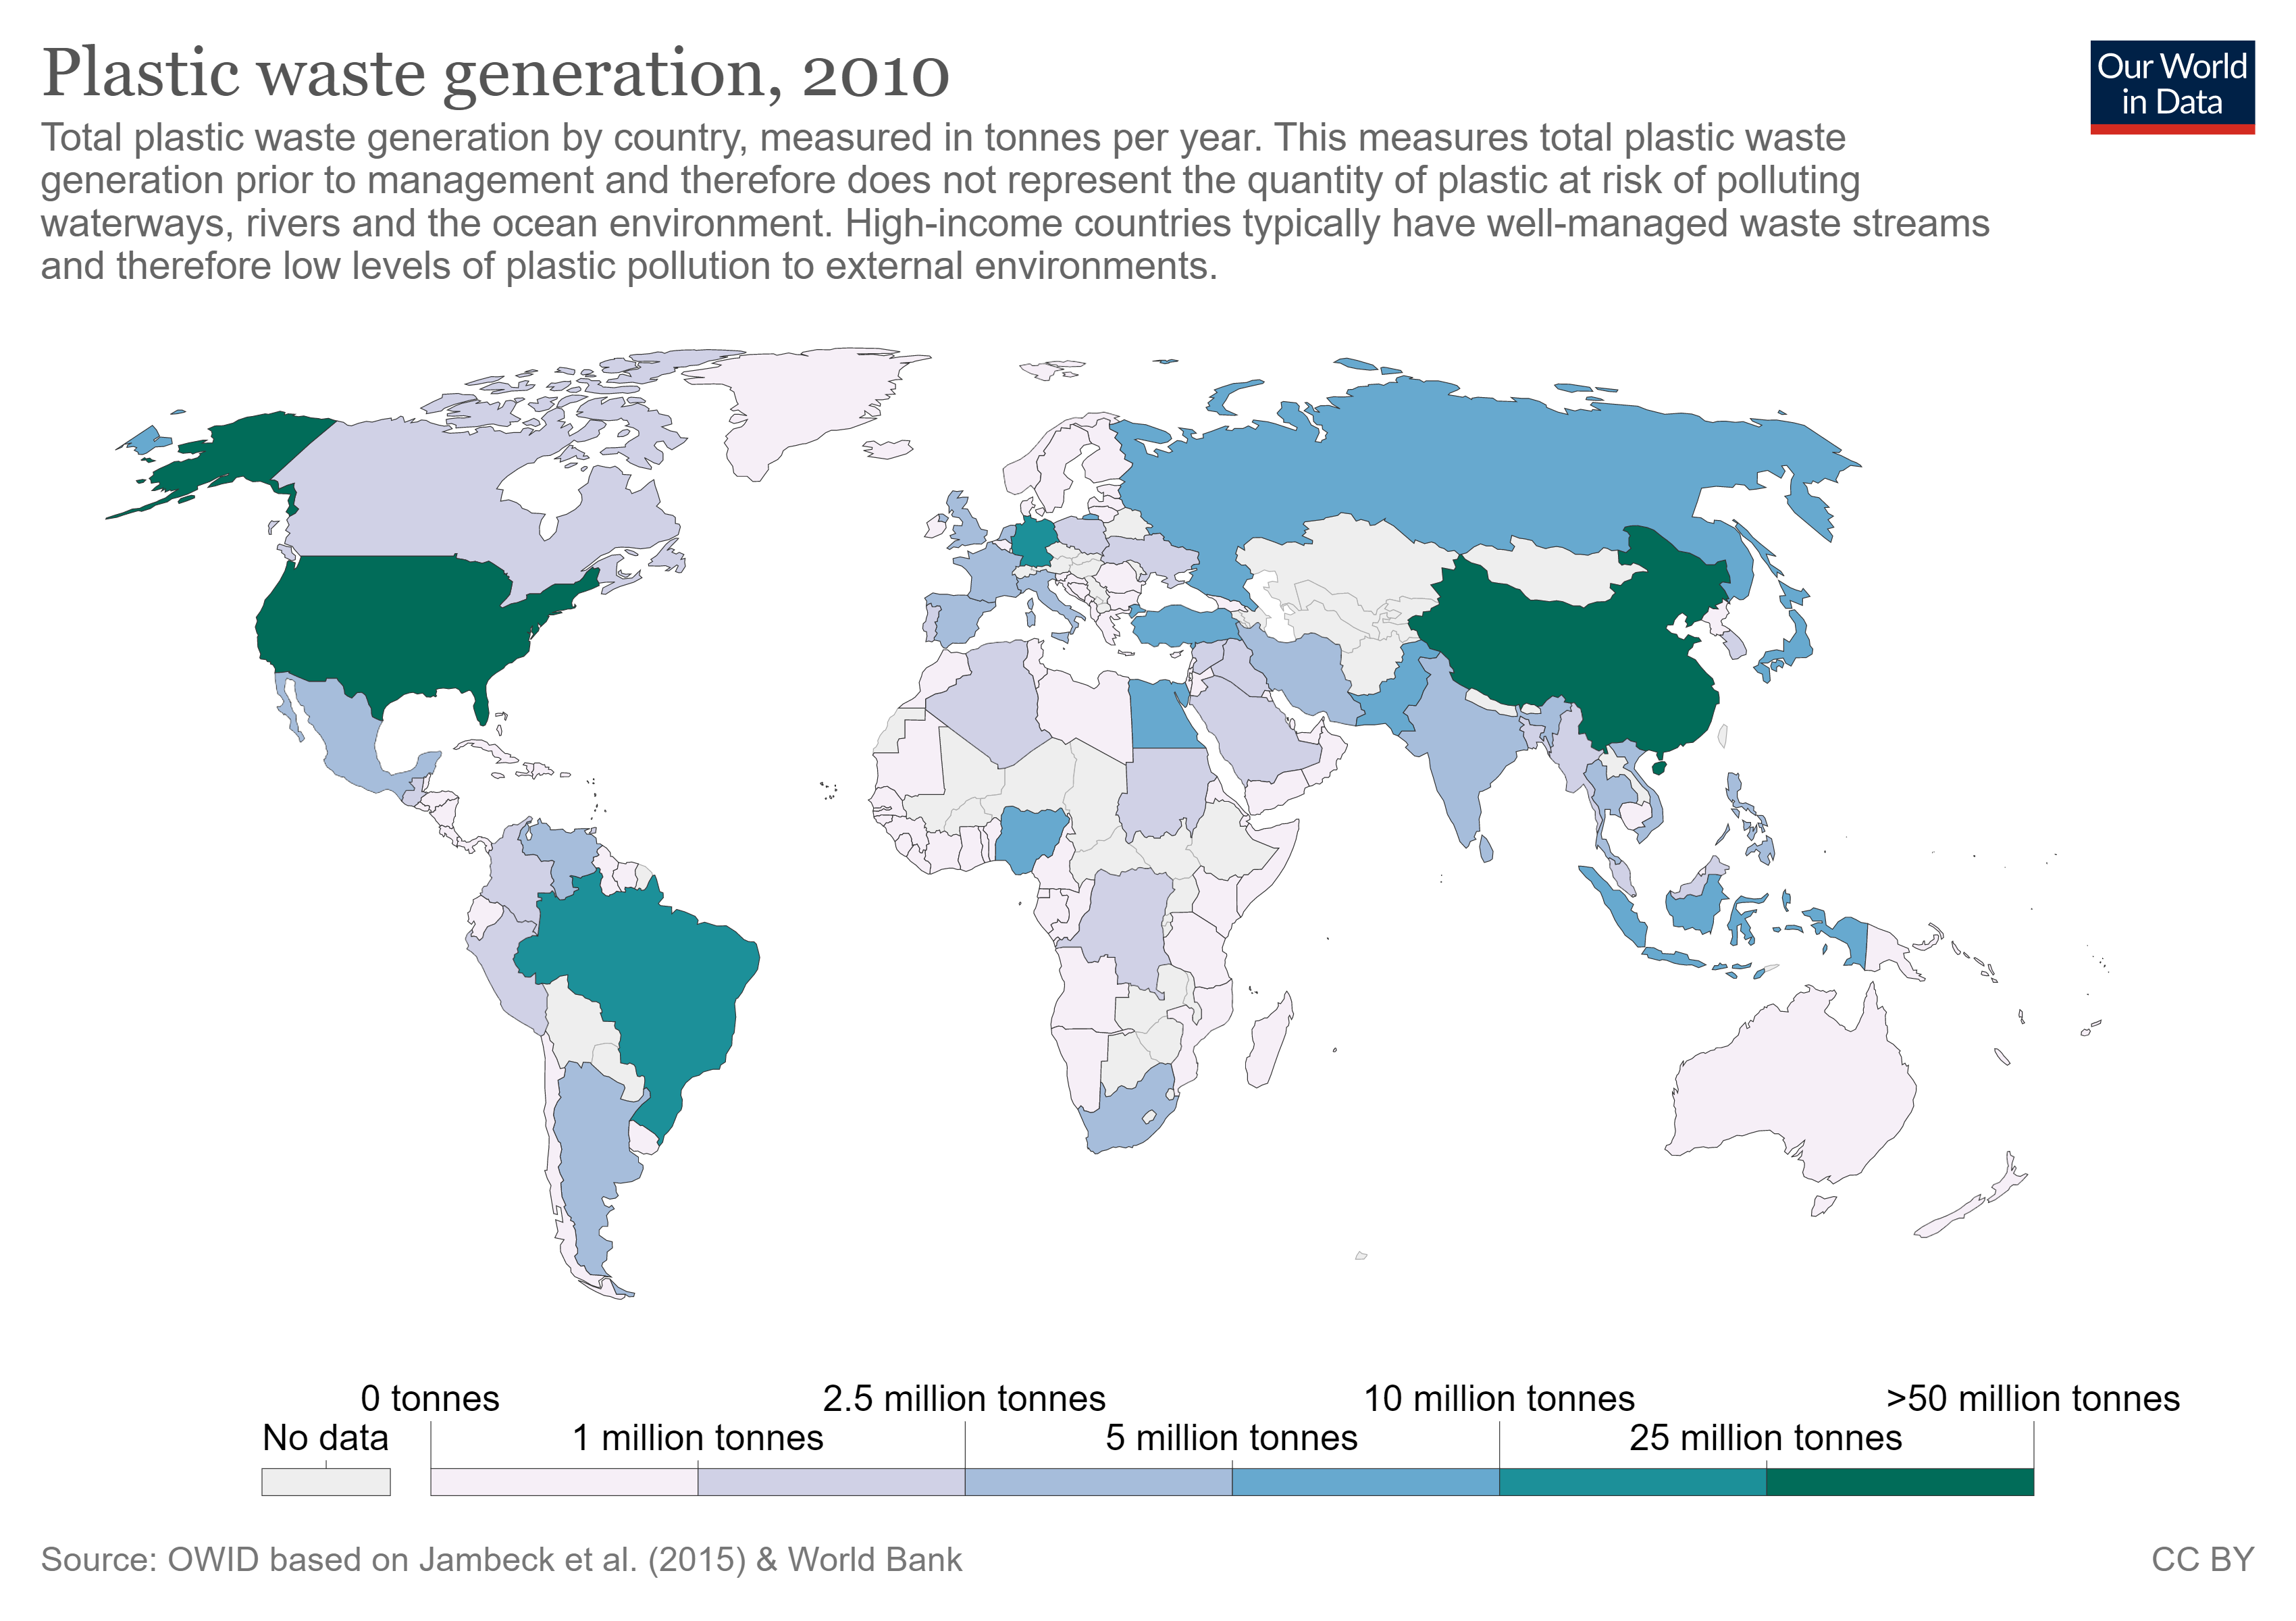 Plastic waste generation, 2010
Our World
in Data
Total plastic waste generation by country, measured in tonnes per year. This measures total plastic waste
generation prior to management and therefore does not represent the quantity of plastic at risk of polluting
waterways, rivers and the ocean environment. High-income countries typically have well-managed waste streams
and therefore low levels of plastic pollution to external environments.
0 tonnes
2.5 million tonnes
10 million tonnes
>50 million tonnes
No data
1 million tonnes
5 million tonnes
25 million tonnes
Source: OWID based on Jambeck et al. (2015) & World Bank
CC BY